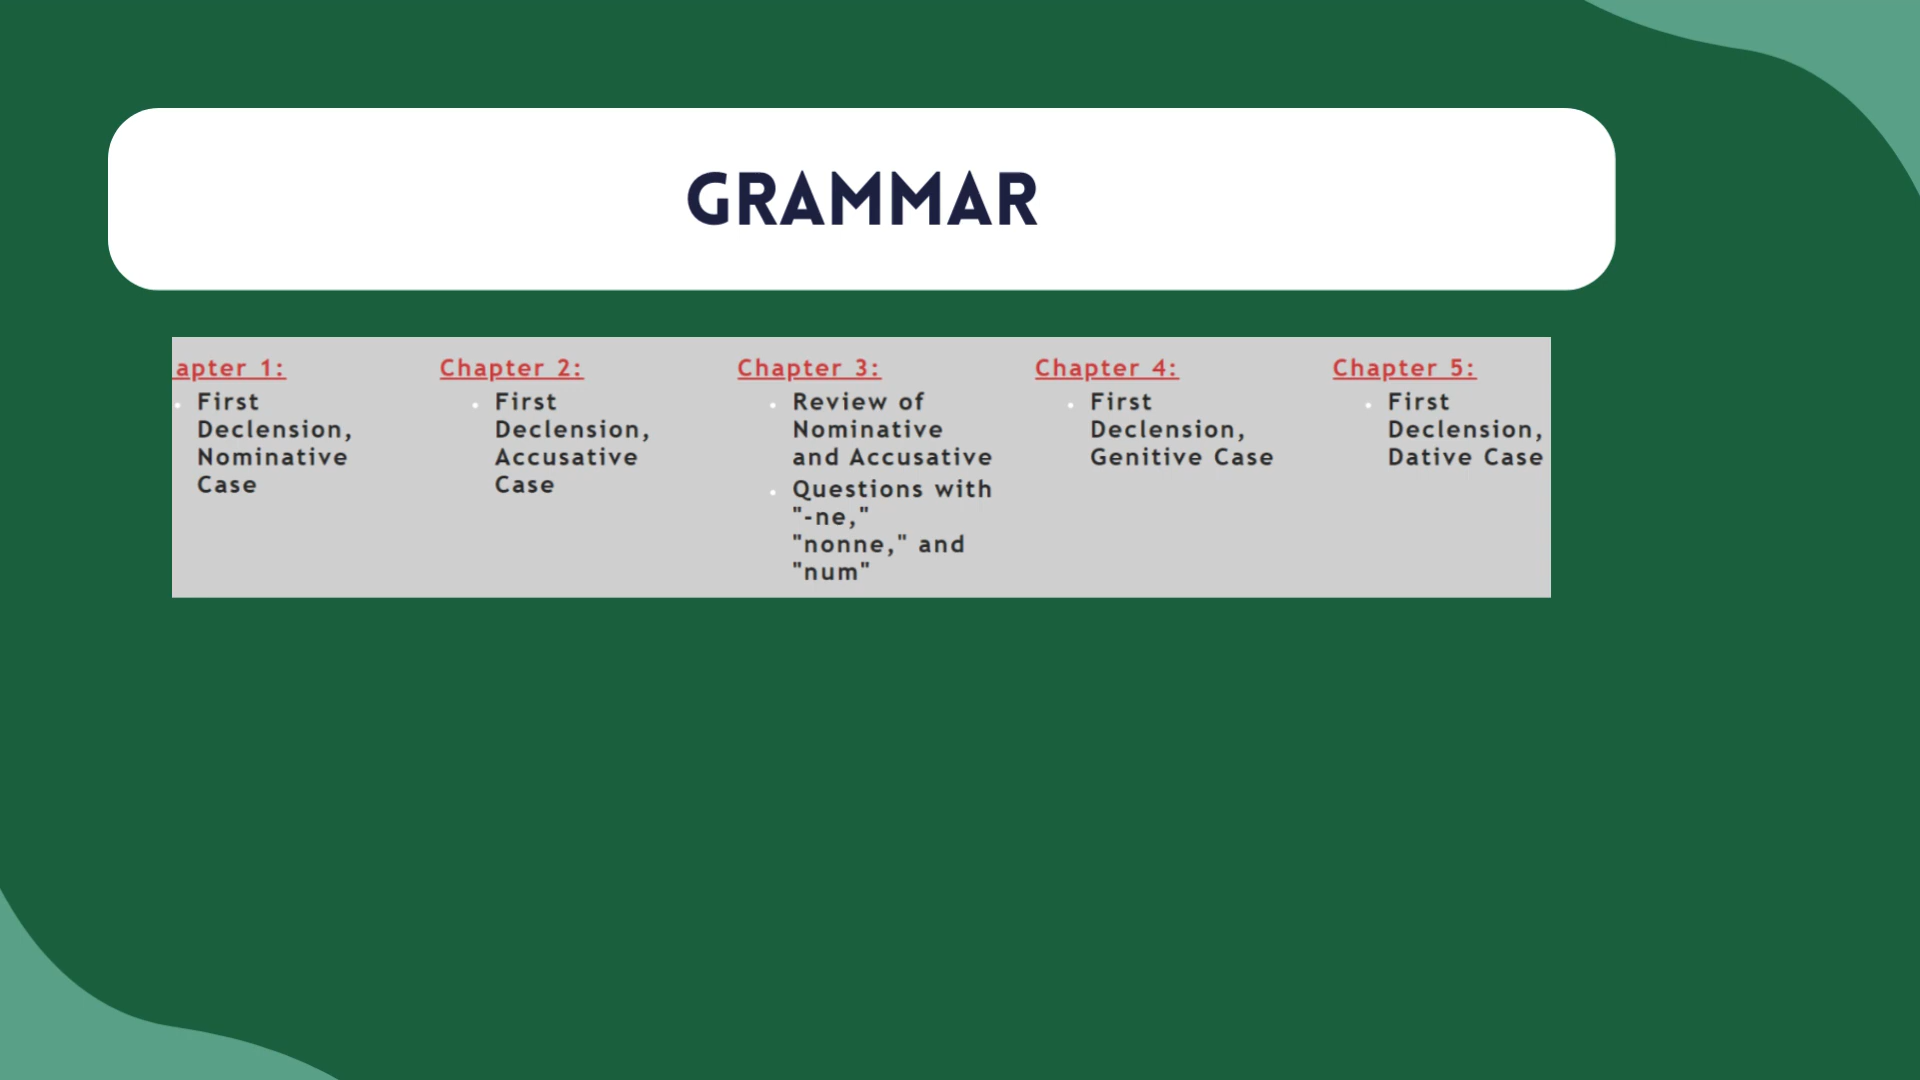 GRAMMAR
apter 1:
First
Declension,
Nominative
Case
Chapter 2:
First
Declension,
Accusative
Case
Chapter 3:
Review of
Nominative
and Accusative
Questions with
"-ne,"
"nonne," and
"num"
Chapter 4:
First
Declension,
Genitive Case
Chapter 5:
First
Declension,
Dative Case